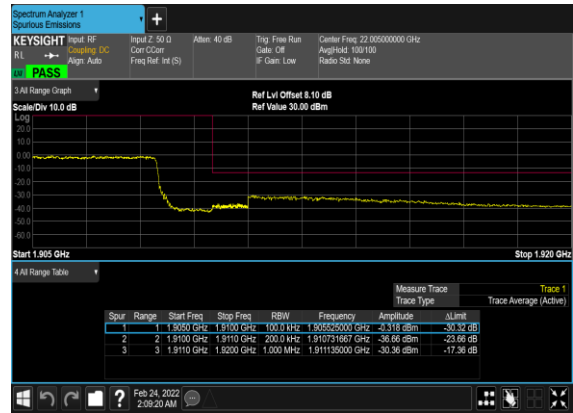 Spectrum Analyzer 1
Spurious Emissions
KEYSIGHT Input: RF Input Z: 50 Ω Atten: 40 dB Trig: Free Run Center Freq: 22.005000000 GHz
RL Coupling: DC Corr CCorr Gate: Off Avg|Hold: 100/100
Align: Auto Freq Ref: Int (S) IF Gain: Low Radio Std: None
PASS
3 All Range Graph
Ref Lvl Offset 8.10 dB
Scale/Div 10.0 dB Ref Value 30.00 dBm
Log
20.0
10.0
0.00
-10.0
-20.0
-30.0
-40.0
-50.0
-60.0
Start 1.905 GHz Stop 1.920 GHz
4 All Range Table
Measure Trace Trace 1
Trace Type Trace Average (Active)
Spur Range Start Freq Stop Freq RBW Frequency Amplitude ΔLimit
1 1 1.9050 GHz 1.9100 GHz 100.0 kHz 1.905525000 GHz -0.318 dBm -30.32 dB
2 2 1.9100 GHz 1.9110 GHz 200.0 kHz 1.910731667 GHz -36.66 dBm -23.66 dB
3 3 1.9110 GHz 1.9200 GHz 1.000 MHz 1.911135000 GHz -30.36 dBm -17.36 dB
Feb 24, 2022
2:09:20 AM